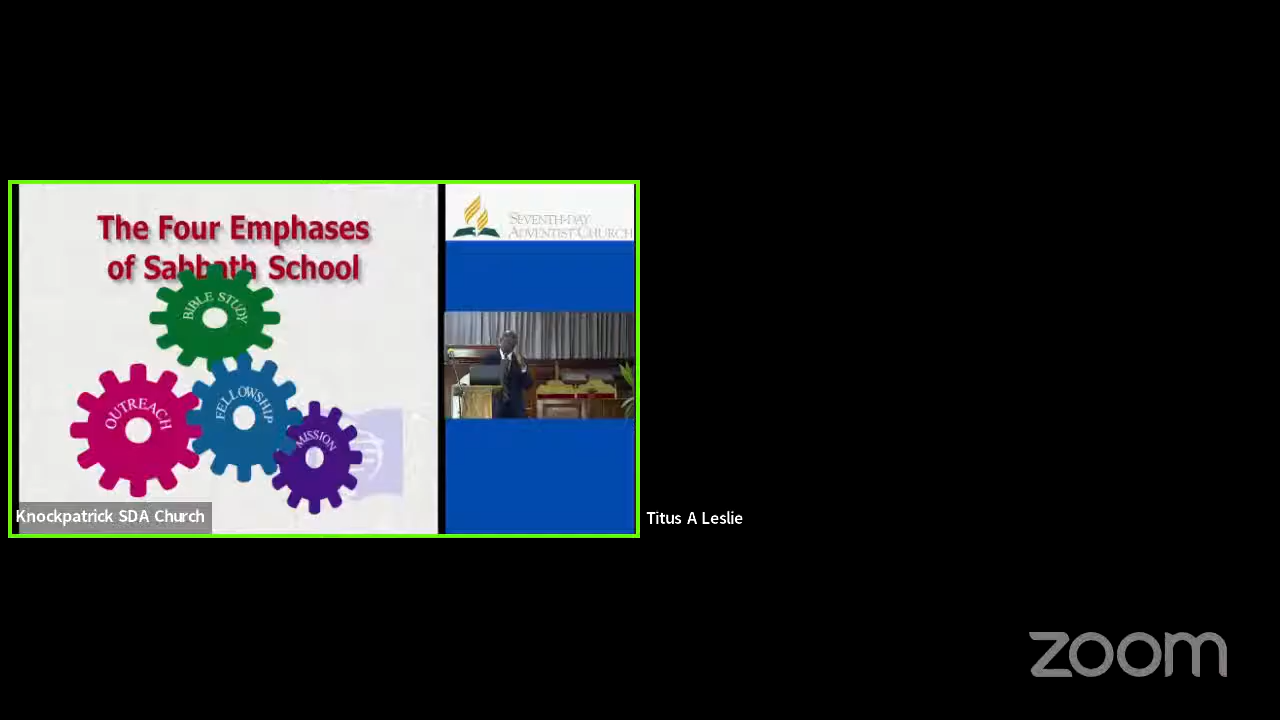 The Four Emphases
of Sabbath School
BIBLE STUDY
OUTREACH
FELLOWSHIP
MISSION
SEVENTH-DAY
ADVENTIST CHURCH
Knockpatrick SDA Church
Titus A Leslie
zoom